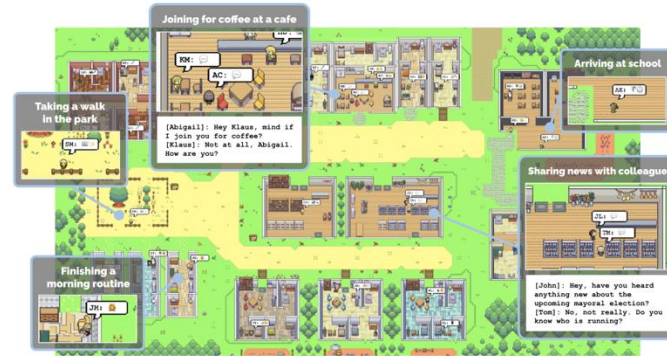 Joining for coffee at a cafe
KM:
AC:
[Abigail]: Hey Klaus, mind if
I join you for coffee?
[Klaus]: Not at all, Abigail.
How are you?
Taking a walk
in the park
SM:
Arriving at school
AK:
Sharing news with colleague
JL:
TM:
[John]: Hey, have you heard
anything new about the
upcoming mayoral election?
[Tom]: No, not really. Do you
know who is running?
Finishing a
morning routine
JM: